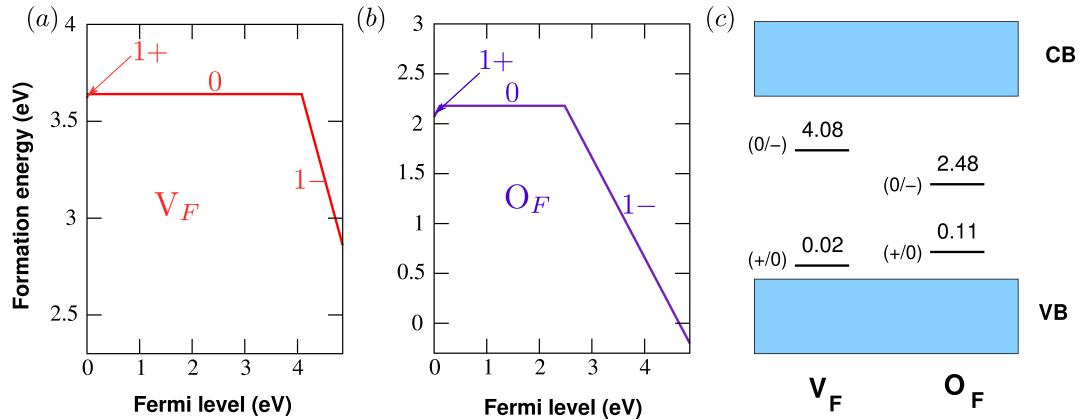 (a)
4
3.5
3
2.5
Formation energy (eV)
1+
0
1−
V_F
0 1 2 3 4
Fermi level (eV)
(b)
3
2.5
2
1.5
1
0.5
0
1+
0
1−
O_F
0 1 2 3 4
Fermi level (eV)
(c)
CB
(0/−) 4.08
(0/−) 2.48
(+/0) 0.02
(+/0) 0.11
VB
V_F O_F